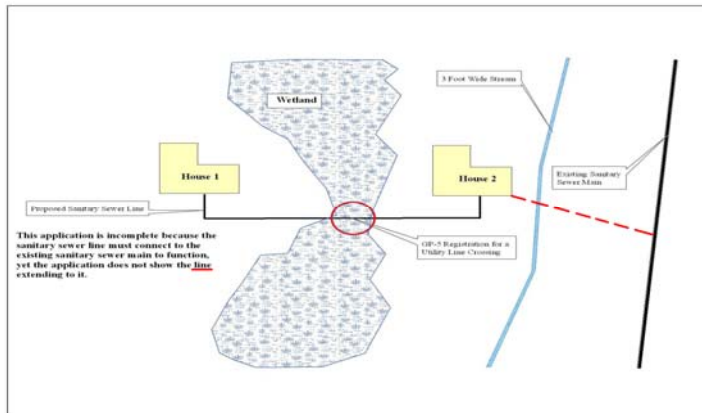 3 Foot Wide Stream
Wetland
House 1
House 2
Existing Sanitary
Sewer Main
Proposed Sanitary Sewer Line
This application is incomplete because the
sanitary sewer line must connect to the
existing sanitary sewer main to function,
yet the application does not show the line
extending to it.
GP-5 Registration for a
Utility Line Crossing